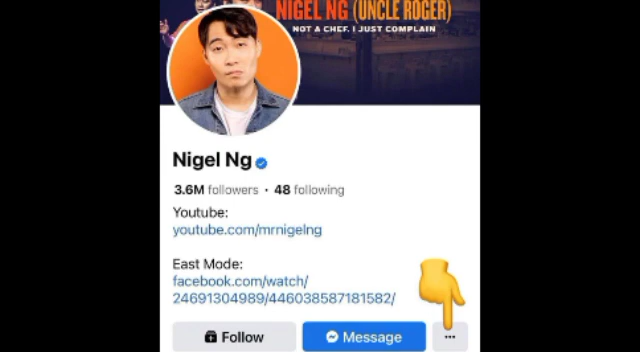 NIGEL NG (UNCLE ROGER)
NOT A CHEF. I JUST COMPLAIN
Nigel Ng
3.6M followers • 48 following
Youtube:
youtube.com/mrnigelng
East Mode:
facebook.com/watch/
24691304989/446038587181582/
Follow
Message